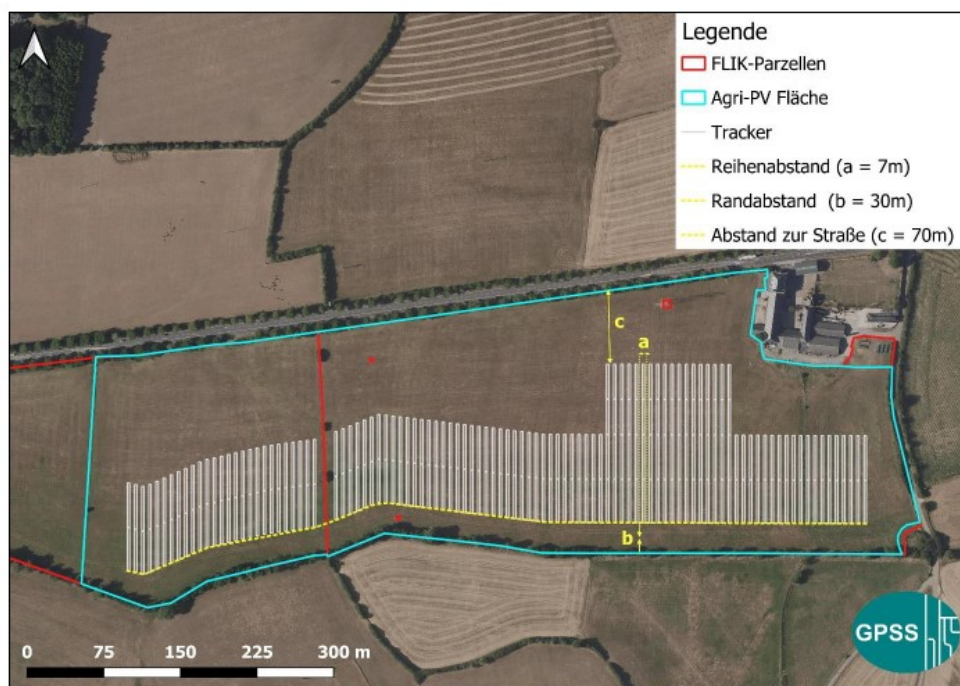 Legende
FLIK-Parzellen
Agri-PV Fläche
Tracker
Reihenabstand (a = 7m)
Randabstand (b = 30m)
Abstand zur Straße (c = 70m)
c
a
b
0 75 150 225 300 m
GPSS